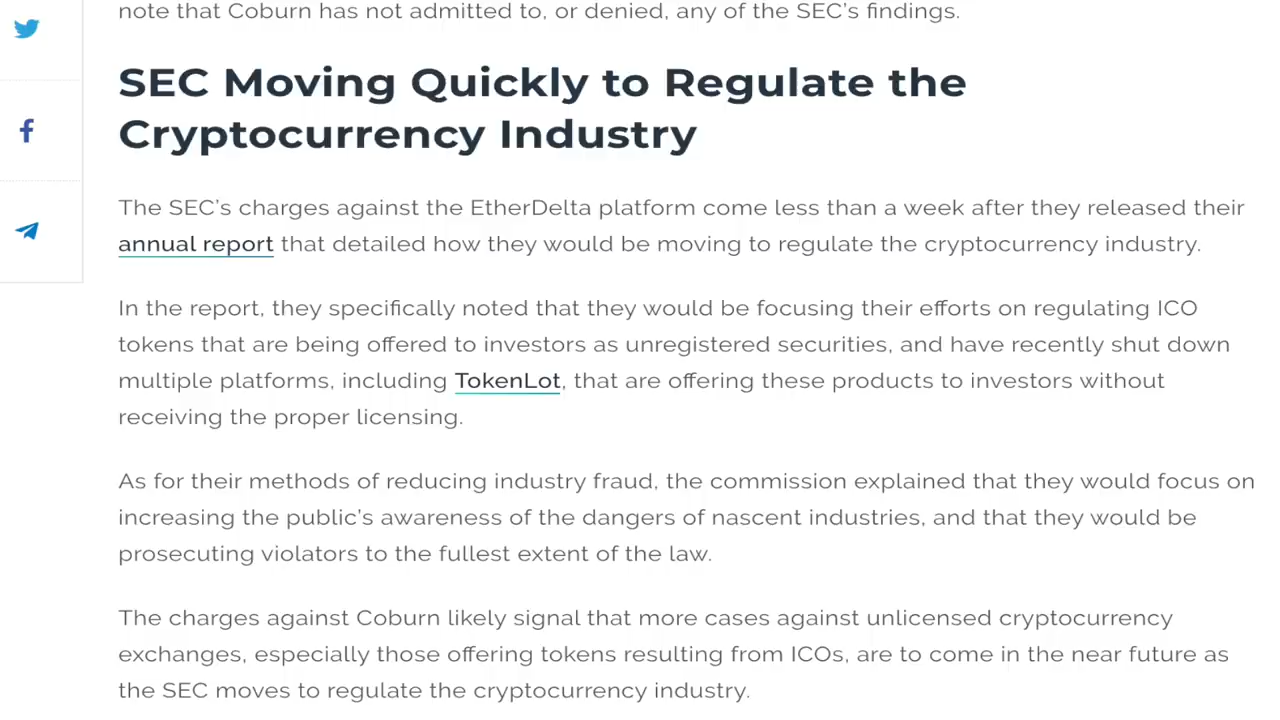 note that Coburn has not admitted to, or denied, any of the SEC’s findings.
SEC Moving Quickly to Regulate the
Cryptocurrency Industry
The SEC’s charges against the EtherDelta platform come less than a week after they released their
annual report that detailed how they would be moving to regulate the cryptocurrency industry.
In the report, they specifically noted that they would be focusing their efforts on regulating ICO
tokens that are being offered to investors as unregistered securities, and have recently shut down
multiple platforms, including TokenLot, that are offering these products to investors without
receiving the proper licensing.
As for their methods of reducing industry fraud, the commission explained that they would focus on
increasing the public’s awareness of the dangers of nascent industries, and that they would be
prosecuting violators to the fullest extent of the law.
The charges against Coburn likely signal that more cases against unlicensed cryptocurrency
exchanges, especially those offering tokens resulting from ICOs, are to come in the near future as
the SEC moves to regulate the cryptocurrency industry.